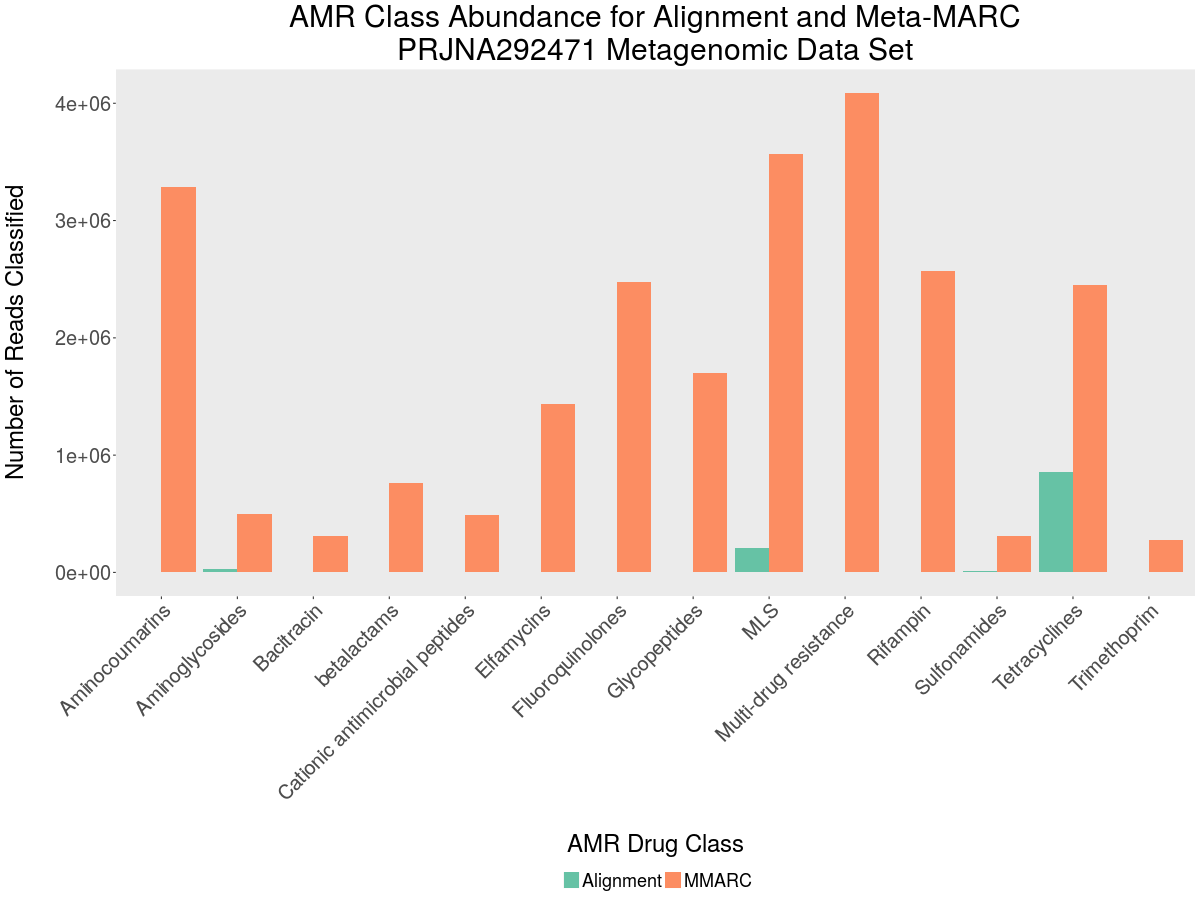 AMR Class Abundance for Alignment and Meta-MARC
PRJNA292471 Metagenomic Data Set
Number of Reads Classified
4e+06
3e+06
2e+06
1e+06
0e+00
Aminocoumarins
Aminoglycosides
Bacitracin
betalactams
Cationic antimicrobial peptides
Elfamycins
Fluoroquinolones
Glycopeptides
MLS
Multi-drug resistance
Rifampin
Sulfonamides
Tetracyclines
Trimethoprim
AMR Drug Class
Alignment MMARC